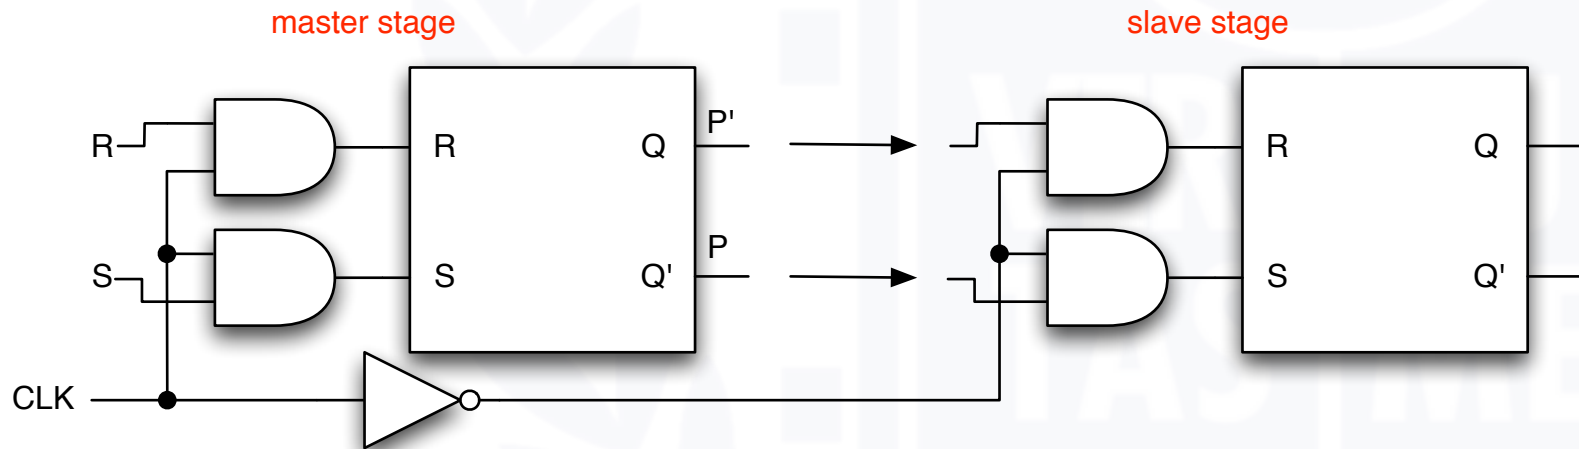 master stage
slave stage
R
R
Q
P'
R
Q
S
S
Q'
P
S
Q'
CLK